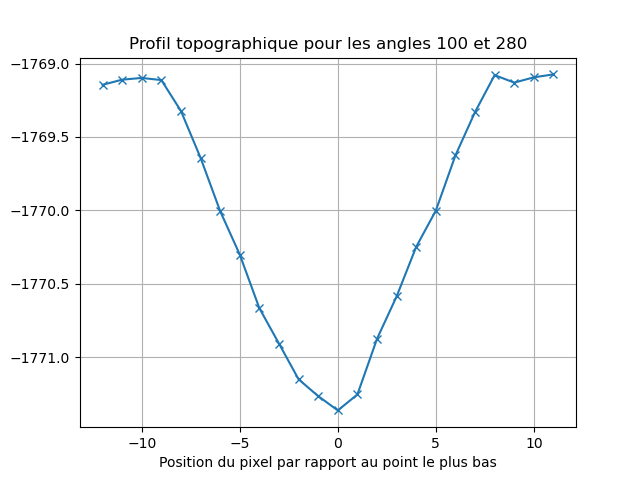 Profil topographique pour les angles 100 et 280
−1769.0
−1769.5
−1770.0
−1770.5
−1771.0
−10 −5 0 5 10
Position du pixel par rapport au point le plus bas